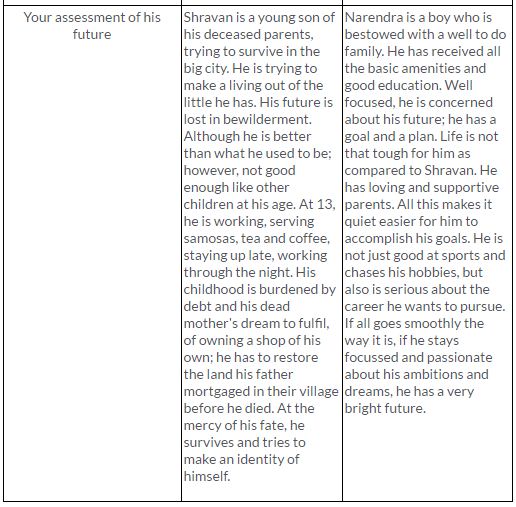 Your assessment of his
future
Shravan is a young son of
his deceased parents,
trying to survive in the
big city. He is trying to
make a living out of the
little he has. His future is
lost in bewilderment.
Although he is better
than what he used to be;
however, not good
enough like other
children at his age. At 13,
he is working, serving
samosas, tea and coffee,
staying up late, working
through the night. His
childhood is burdened by
debt and his dead
mother's dream to fulfil,
of owning a shop of his
own; he has to restore
the land his father
mortgaged in their village
before he died. At the
mercy of his fate, he
survives and tries to
make an identity of
himself.
Narendra is a boy who is
bestowed with a well to do
family. He has received all
the basic amenities and
good education. Well
focused, he is concerned
about his future; he has a
goal and a plan. Life is not
that tough for him as
compared to Shravan. He
has loving and supportive
parents. All this makes it
quiet easier for him to
accomplish his goals. He is
not just good at sports and
chases his hobbies, but
also is serious about the
career he wants to pursue.
If all goes smoothly the
way it is, if he stays
focussed and passionate
about his ambitions and
dreams, he has a very
bright future.